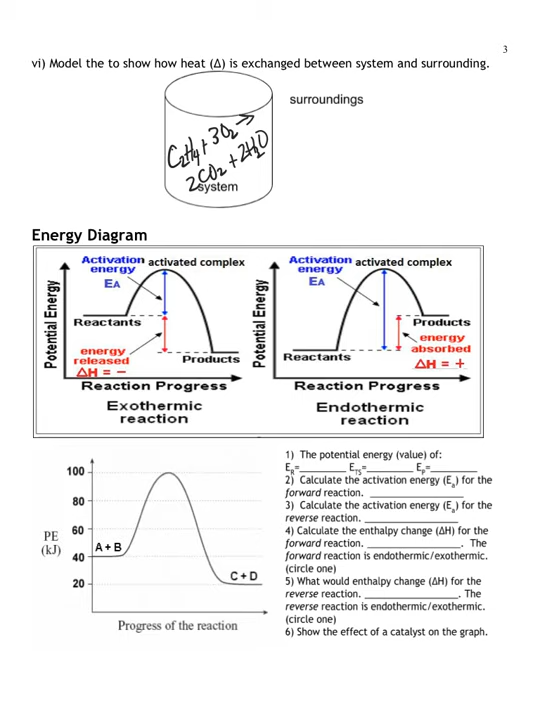 3
vi) Model the to show how heat (Δ) is exchanged between system and surrounding.
surroundings
C₂H₄ + 3O₂ →
2CO₂ + 2H₂O
system
Energy Diagram
Activation activated complex
energy
EA
Potential Energy
Reactants
energy
released
ΔH = −
Products
Reaction Progress
Exothermic
reaction
Activation activated complex
energy
EA
Potential Energy
Products
energy
absorbed
Reactants
ΔH = +
Reaction Progress
Endothermic
reaction
100
80
60
40
20
PE
(kJ)
A + B
C + D
Progress of the reaction
1) The potential energy (value) of:
E_R=________ E_TS=________ E_P=________
2) Calculate the activation energy (E_a) for the
forward reaction. ________________
3) Calculate the activation energy (E_a) for the
reverse reaction. ________________
4) Calculate the enthalpy change (ΔH) for the
forward reaction. ________________. The
forward reaction is endothermic/exothermic.
(circle one)
5) What would enthalpy change (ΔH) for the
reverse reaction. ________________. The
reverse reaction is endothermic/exothermic.
(circle one)
6) Show the effect of a catalyst on the graph.